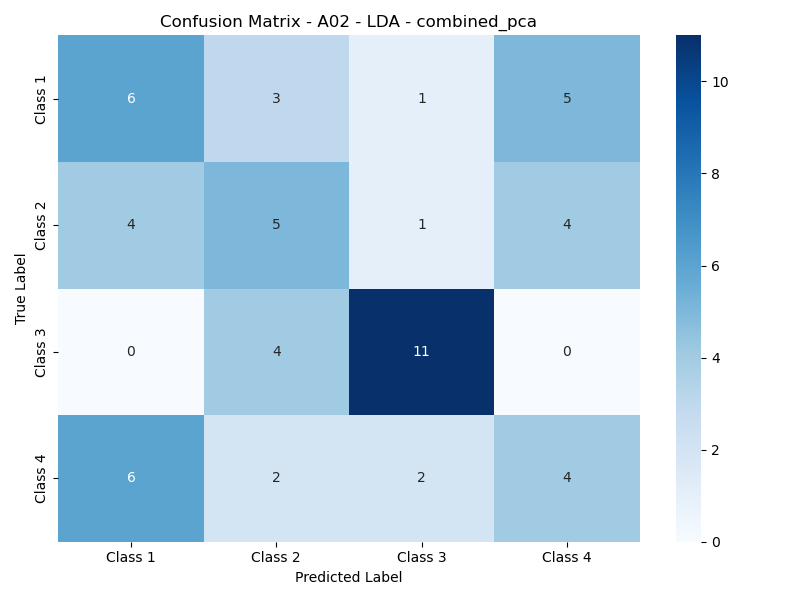 Confusion Matrix - A02 - LDA - combined_pca
True Label
Class 1
6 3 1 5
Class 2
4 5 1 4
Class 3
0 4 11 0
Class 4
6 2 2 4
Class 1 Class 2 Class 3 Class 4
Predicted Label
10
8
6
4
2
0